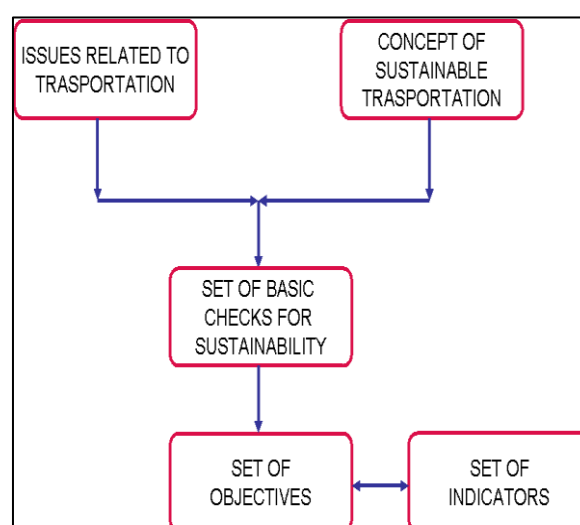 ISSUES RELATED TO
TRASPORTATION
CONCEPT OF
SUSTAINABLE
TRASPORTATION
SET OF BASIC
CHECKS FOR
SUSTAINABILITY
SET OF
OBJECTIVES
SET OF
INDICATORS